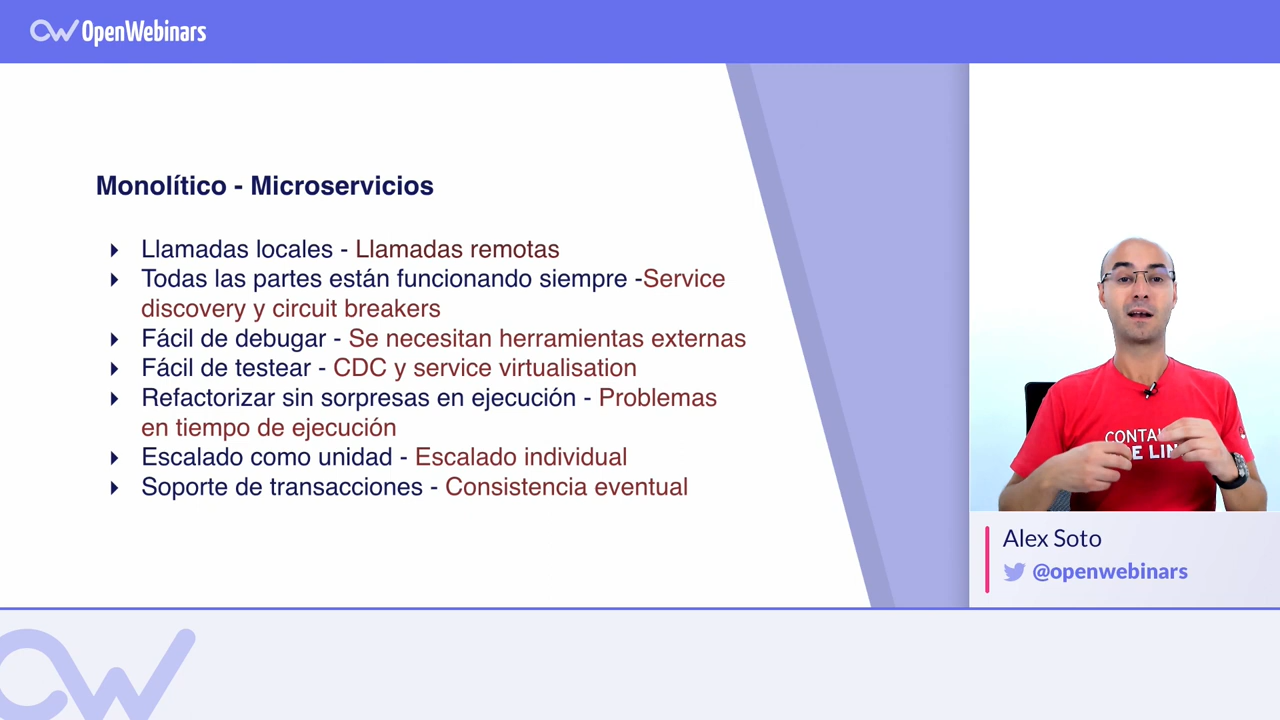 OpenWebinars
Monolítico - Microservicios
Llamadas locales - Llamadas remotas
Todas las partes están funcionando siempre -Service
discovery y circuit breakers
Fácil de debugar - Se necesitan herramientas externas
Fácil de testear - CDC y service virtualisation
Refactorizar sin sorpresas en ejecución - Problemas
en tiempo de ejecución
Escalado como unidad - Escalado individual
Soporte de transacciones - Consistencia eventual
Alex Soto
@openwebinars